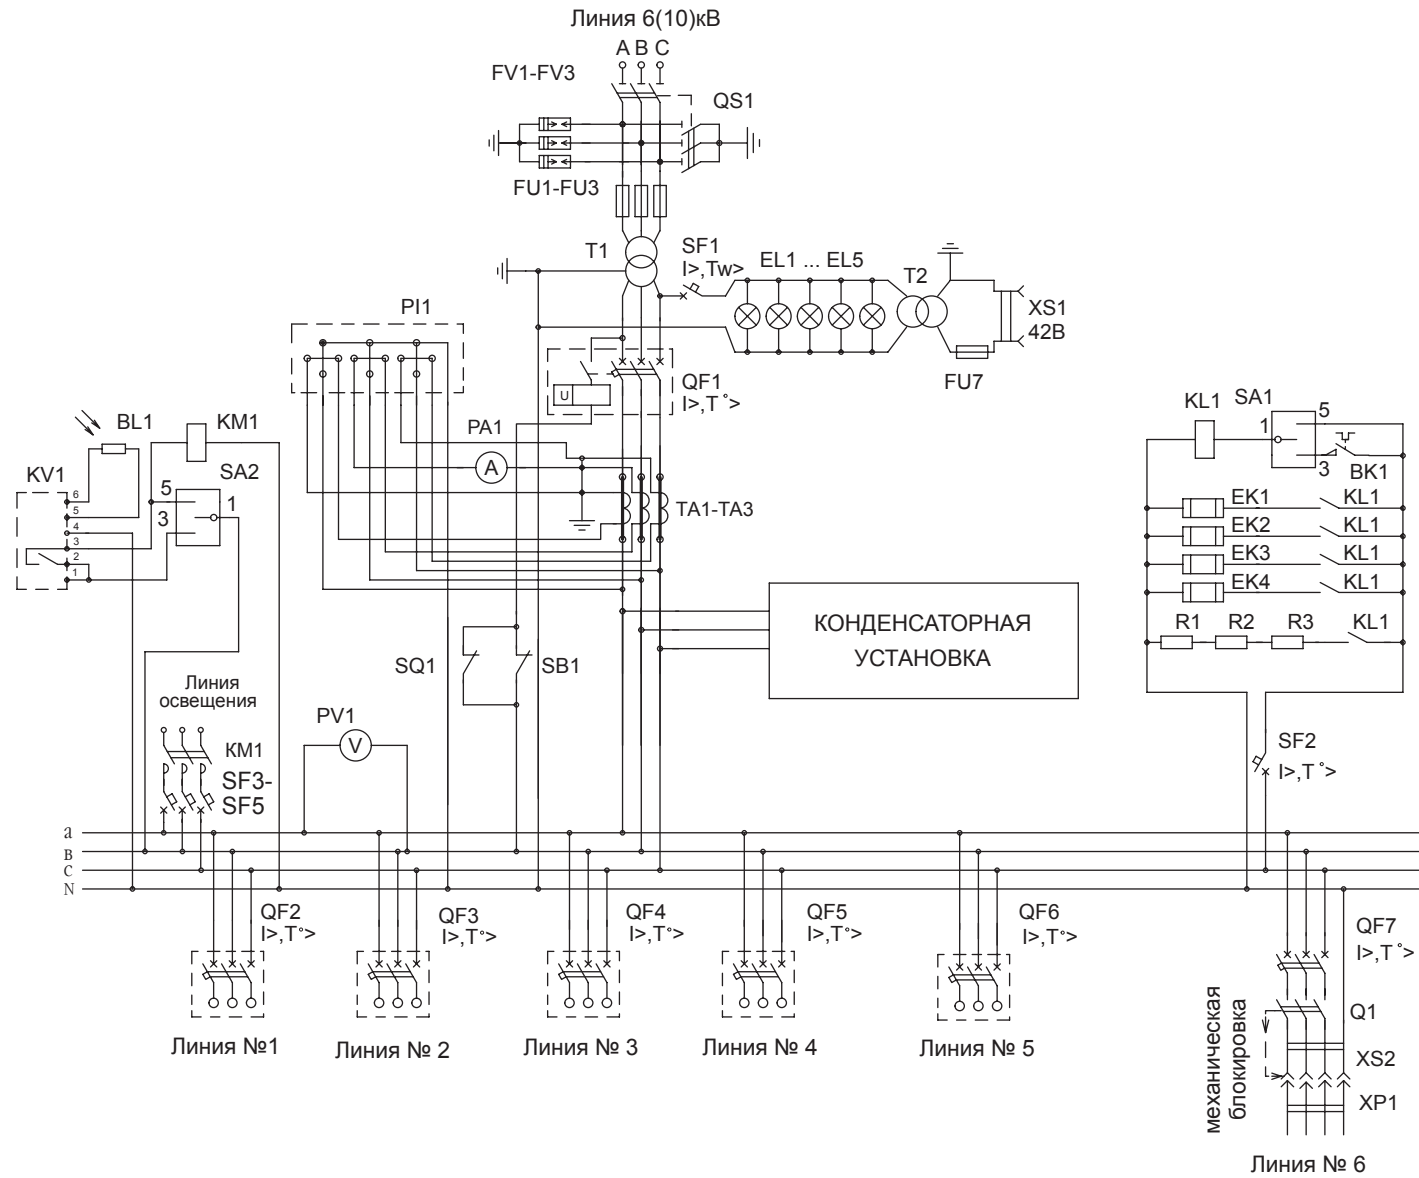 Линия 6(10)кВ
A B C
FV1-FV3
QS1
FU1-FU3
T1
SF1
I>,Tw>
EL1 ... EL5
T2
XS1
42В
FU7
PI1
QF1
I>,T°>
U
PA1
A
BL1
KM1
KV1
SA2
6
5
4
3
2
1
5
3
1
TA1-TA3
KL1
SA1
1
5
3
BK1
EK1
KL1
EK2
KL1
EK3
KL1
EK4
KL1
R1
R2
R3
KL1
КОНДЕНСАТОРНАЯ
УСТАНОВКА
SQ1
SB1
Линия
освещения
PV1
V
КМ1
SF3-
SF5
SF2
I>,T°>
a
в
c
N
QF2
I>,T°>
QF3
I>,T°>
QF4
I>,T°>
QF5
I>,T°>
QF6
I>,T°>
QF7
I>,T°>
Q1
XS2
XP1
механическая
блокировка
Линия №1
Линия № 2
Линия № 3
Линия № 4
Линия № 5
Линия № 6